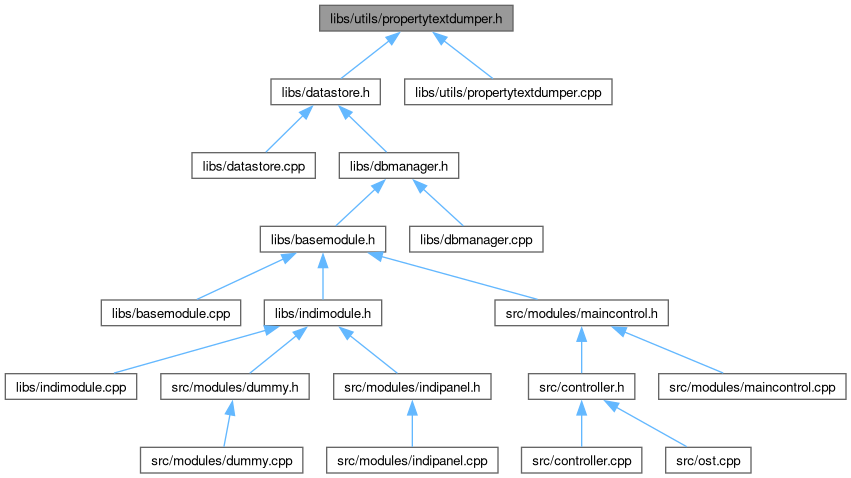 libs/utils/propertytextdumper.h
libs/datastore.h
libs/utils/propertytextdumper.cpp
libs/datastore.cpp
libs/dbmanager.h
libs/basemodule.h
libs/dbmanager.cpp
libs/basemodule.cpp
libs/indimodule.h
src/modules/maincontrol.h
libs/indimodule.cpp
src/modules/dummy.h
src/modules/indipanel.h
src/controller.h
src/modules/maincontrol.cpp
src/modules/dummy.cpp
src/modules/indipanel.cpp
src/controller.cpp
src/ost.cpp